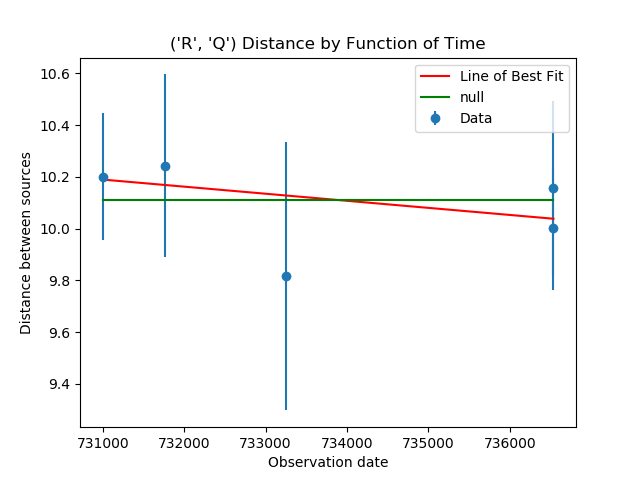 ('R', 'Q') Distance by Function of Time
Line of Best Fit
null
Data
Distance between sources
10.6
10.4
10.2
10.0
9.8
9.6
9.4
731000 732000 733000 734000 735000 736000
Observation date